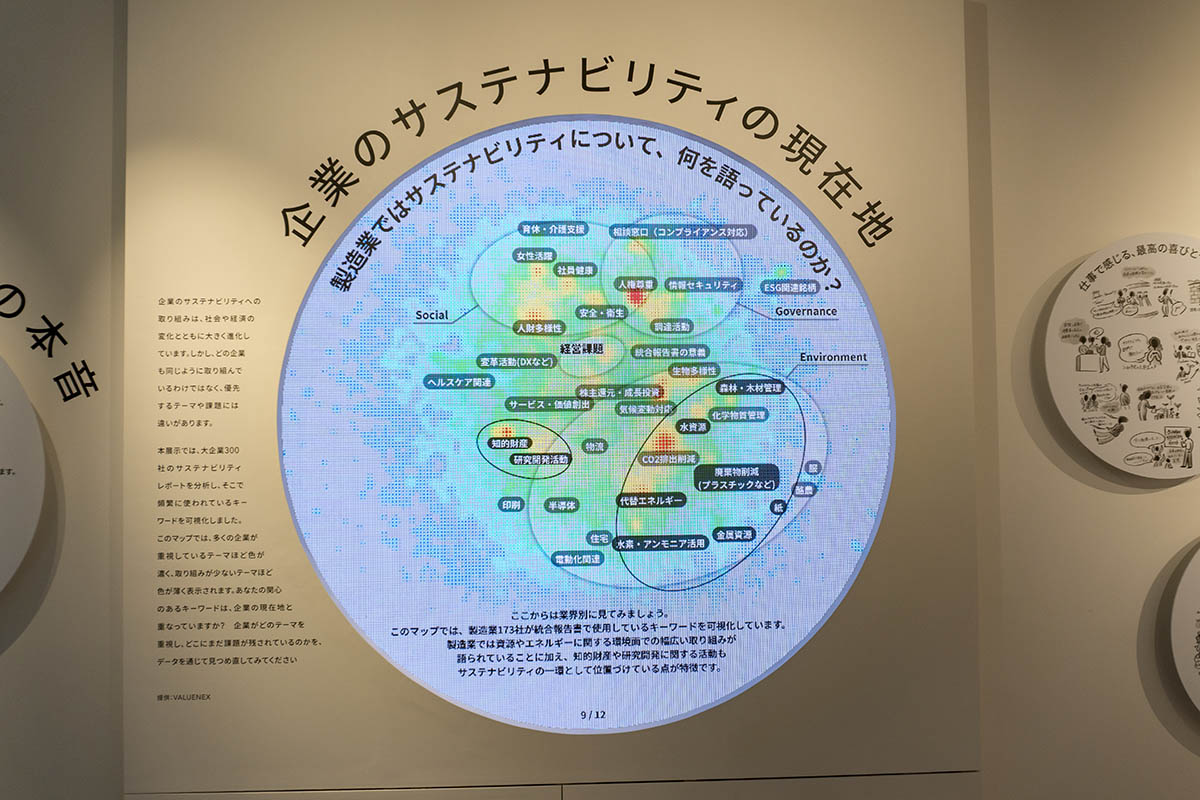 企業のサステナビリティの現在地
製造業ではサステナビリティについて、何を語っているのか?
の本音
ます。
企業のサステナビリティへの
取り組みは、社会や経済の
変化とともに大きく進化し
ています。しかし、どの企業
も同じように取り組んで
いるわけではなく、優先
するテーマや課題には
違いがあります。
本展示では、大企業300
社のサステナビリティ
レポートを分析し、そこで
頻繁に使われているキー
ワードを可視化しました。
このマップでは、多くの企業が
重視しているテーマほど色が
濃く、取り組みが少ないテーマほど
色が薄く表示されます。あなたの関心
のあるキーワードは、企業の現在地と
重なっていますか? 企業がどのテーマを
重視し、どこにまだ課題が残されているのかを、
データを通じて見つめ直してみてください
提供:VALUENEX
育休・介護支援
相談窓口(コンプライアンス対応)
女性活躍
社員健康
人権尊重
情報セキュリティ
ESG関連銘柄
Social
安全・衛生
Governance
人財多様性
調達活動
経営課題
統合報告書の意義
Environment
変革活動(DXなど)
生物多様性
ヘルスケア関連
株主還元・成長投資
森林・木材管理
サービス・価値創出
気候変動対応
化学物質管理
水資源
知的財産
物流
研究開発活動
CO2排出削減
廃棄物削減
(プラスチックなど)
酪農
代替エネルギー
印刷
半導体
紙
住宅
水素・アンモニア活用
金属資源
電動化関連
ここからは業界別に見てみましょう。
このマップでは、製造業173社が統合報告書で使用しているキーワードを可視化しています。
製造業では資源やエネルギーに関する環境面での幅広い取り組みが
語られていることに加え、知的財産や研究開発に関する活動も
サステナビリティの一環として位置づけている点が特徴です。
9 / 12
仕事で感じる、最高の喜びと